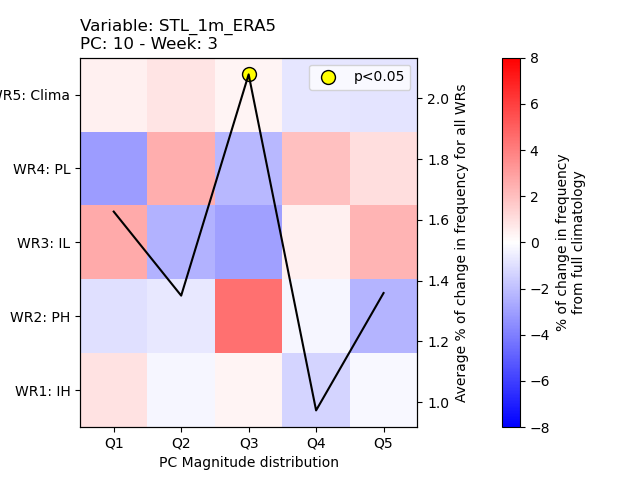 Variable: STL_1m_ERA5
PC: 10 - Week: 3
p<0.05
WR5: Clima
WR4: PL
WR3: IL
WR2: PH
WR1: IH
Q1 Q2 Q3 Q4 Q5
PC Magnitude distribution
2.0
1.8
1.6
1.4
1.2
1.0
Average % of change in frequency for all WRs
8
6
4
2
0
−2
−4
−6
−8
% of change in frequency
from full climatology